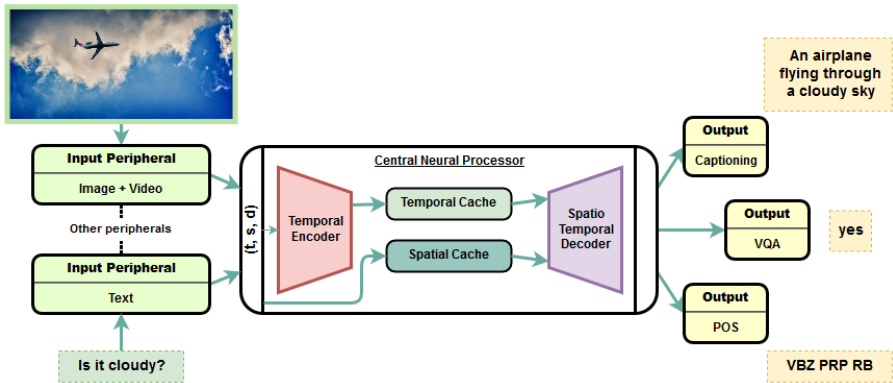 Input Peripheral
Image + Video
Other peripherals
Input Peripheral
Text
Is it cloudy?
(t, s, d)
Central Neural Processor
Temporal
Encoder
Temporal Cache
Spatial Cache
Spatio
Temporal
Decoder
Output
Captioning
An airplane
flying through
a cloudy sky
Output
VQA
yes
Output
POS
VBZ PRP RB